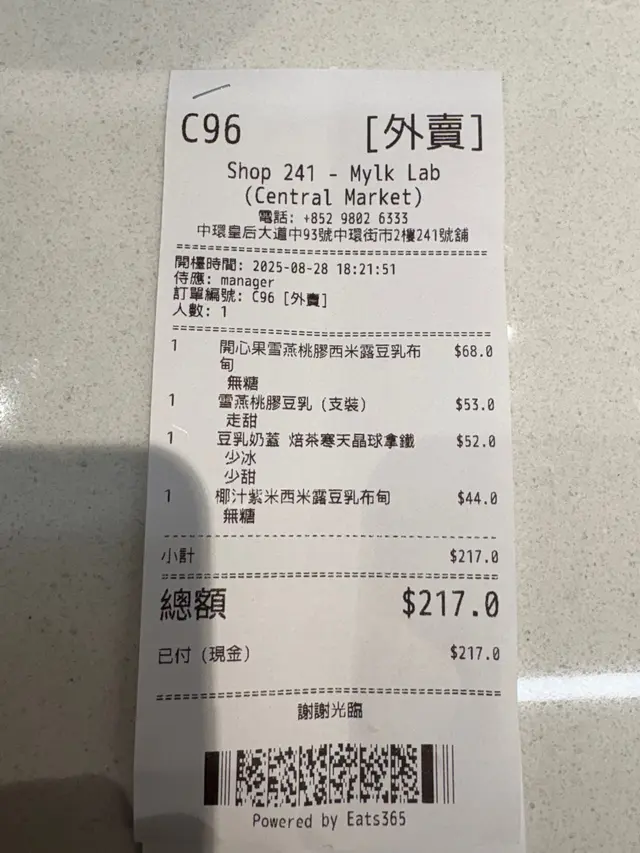 C96 [外賣]
Shop 241 - Mylk Lab
(Central Market)
電話: +852 9802 6333
中環皇后大道中93號中環街市2樓241號舖
開檯時間: 2025-08-28 18:21:51
侍應: manager
訂單編號: C96 [外賣]
人數: 1
1 開心果雪燕桃膠西米露豆乳布 $68.0
甸
無糖
1 雪燕桃膠豆乳 (支裝) $53.0
走甜
1 豆乳奶蓋 焙茶寒天晶球拿鐵 $52.0
少冰
少甜
1 椰汁紫米西米露豆乳布甸 $44.0
無糖
小計 $217.0
總額 $217.0
已付 (現金) $217.0
謝謝光臨
Powered by Eats365